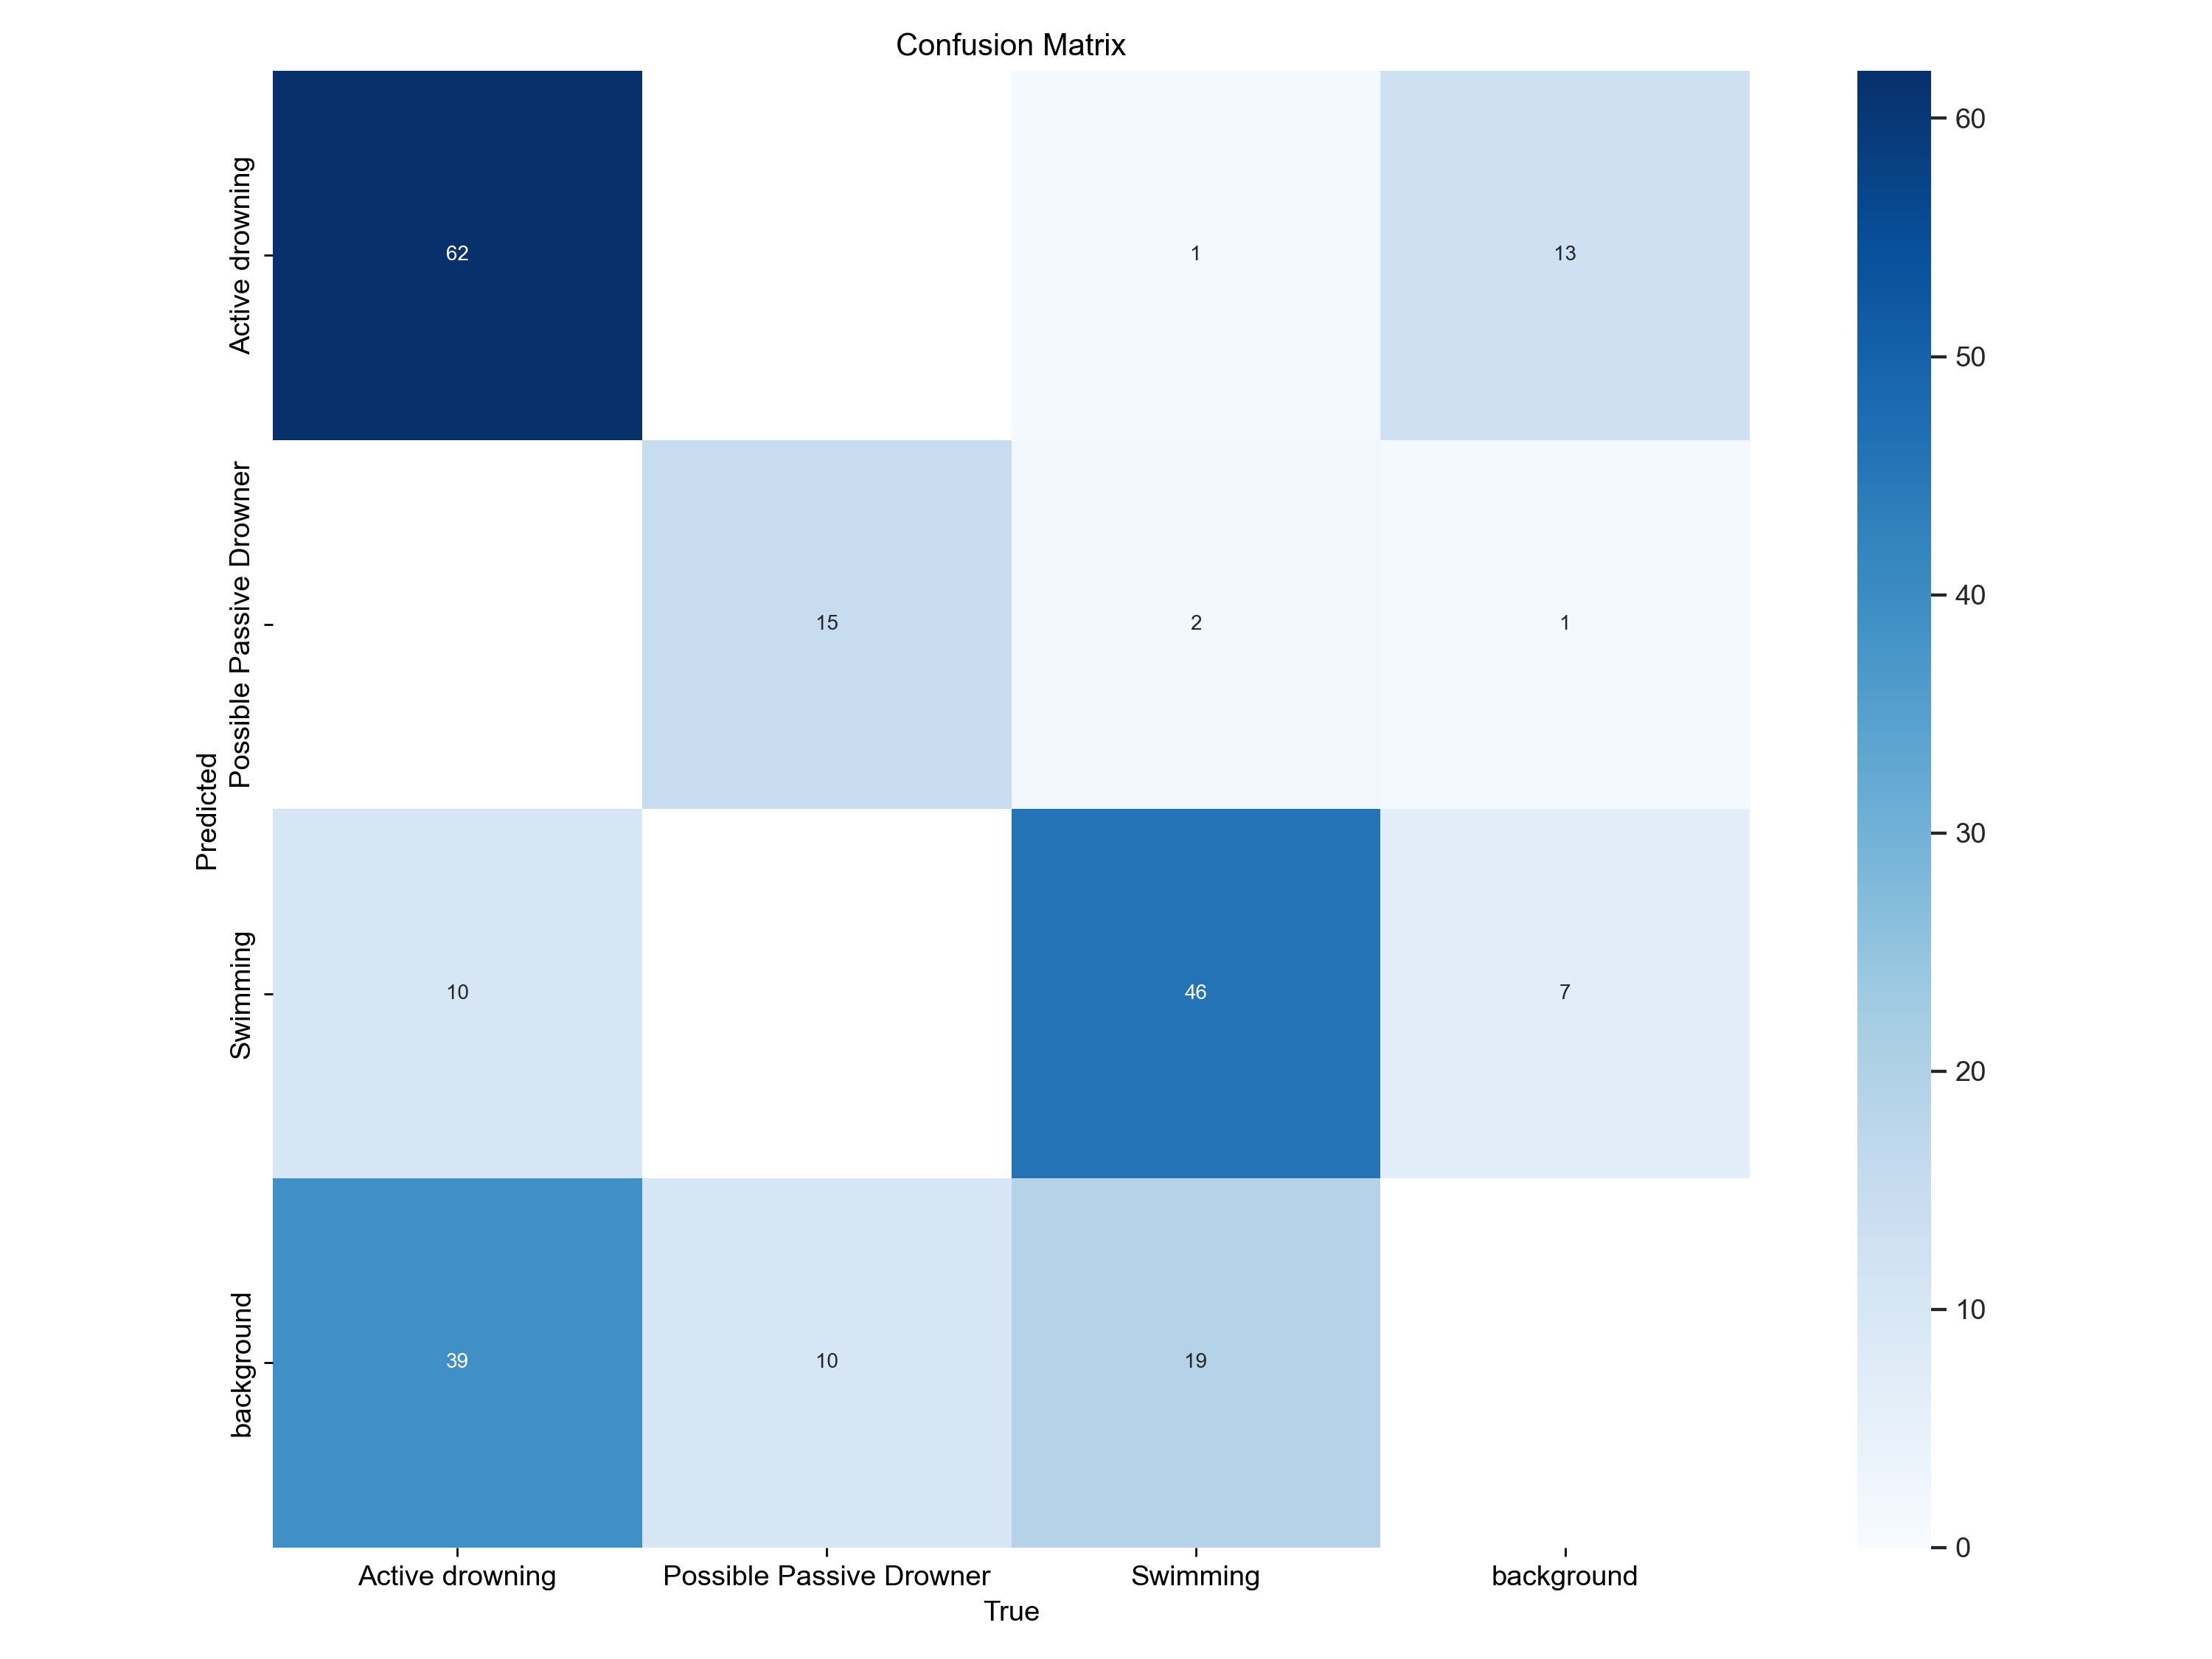 Confusion Matrix
Active drowning
Possible Passive Drowner
Swimming
background
Predicted
62
1
13
15
2
1
10
46
7
39
10
19
Active drowning
Possible Passive Drowner
Swimming
background
True
60
50
40
30
20
10
0